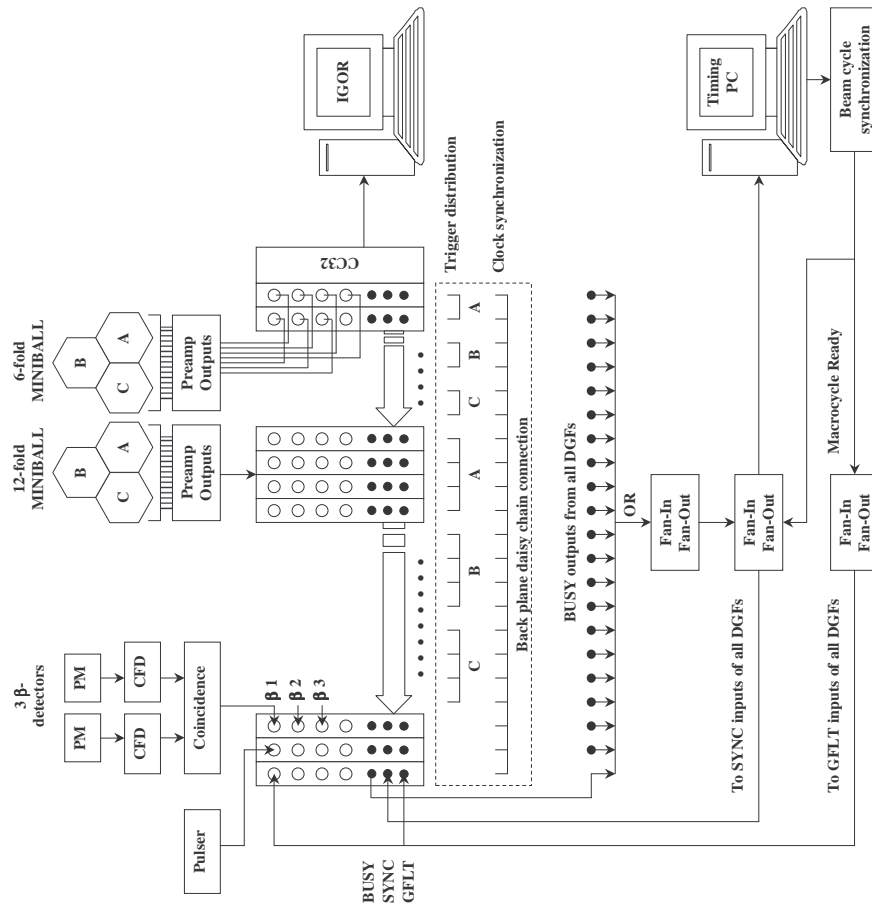 3 β-
detectors
12-fold
MINIBALL
6-fold
MINIBALL
PM
PM
CFD
CFD
Coincidence
Pulser
B
C
A
B
C
A
Preamp
Outputs
Preamp
Outputs
IGOR
CC32
β 1
β 2
β 3
BUSY
SYNC
GFLT
Trigger distribution
C
B
A
C
B
A
Clock synchronization
Back plane daisy chain connection
BUSY outputs from all DGFs
OR
Fan-In
Fan-Out
To SYNC inputs of all DGFs
Fan-In
Fan-Out
Timing
PC
Macrocycle Ready
To GFLT inputs of all DGFs
Fan-In
Fan-Out
Beam cycle
synchronization